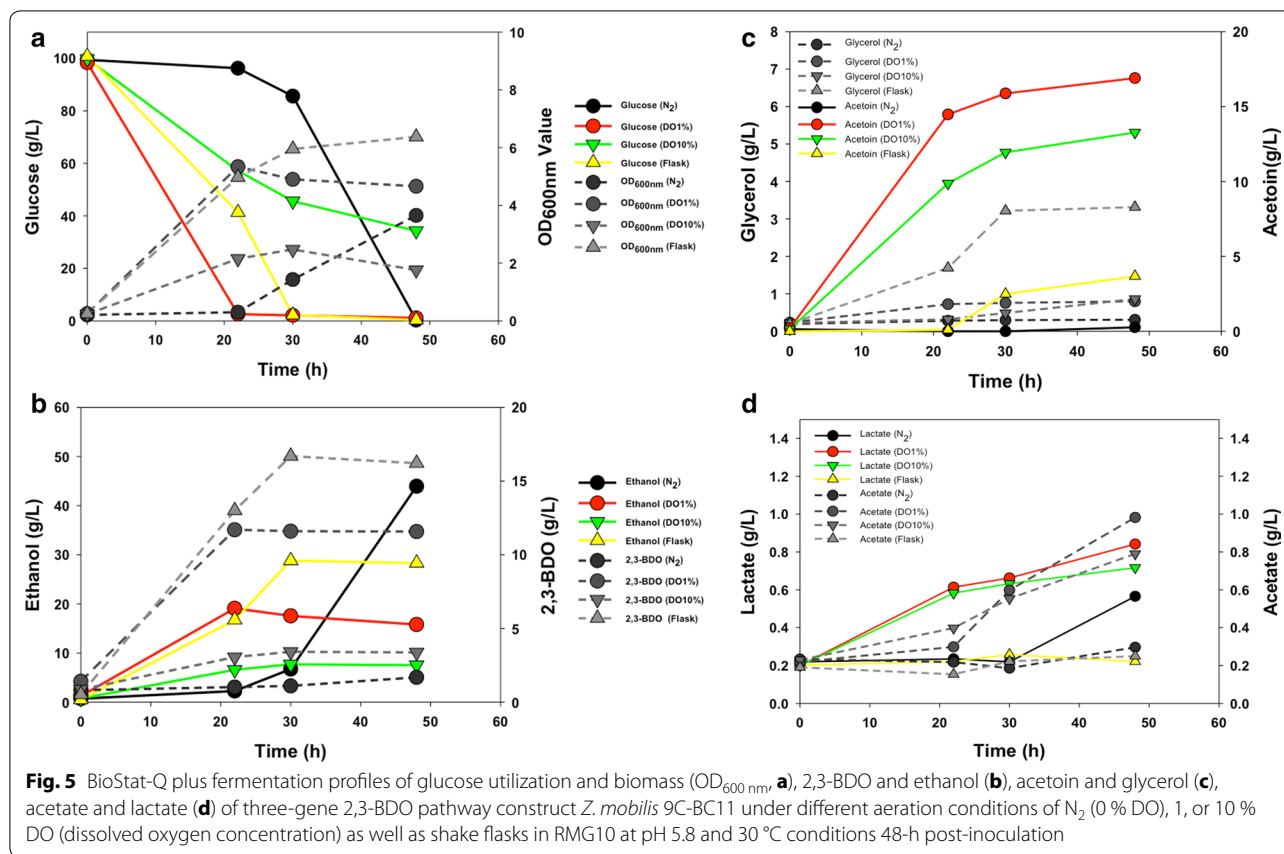 a
100
80
60
40
20
0
Glucose (g/L)
10
8
6
4
2
0
OD600nm Value
0 10 20 30 40 50 60
Time (h)
Glucose (N2)
Glucose (DO1%)
Glucose (DO10%)
Glucose (Flask)
OD600nm (N2)
OD600nm (DO1%)
OD600nm (DO10%)
OD600nm (Flask)
c
8
7
6
5
4
3
2
1
0
Glycerol (g/L)
20
15
10
5
0
Acetoin(g/L)
0 10 20 30 40 50 60
Time (h)
Glycerol (N2)
Glycerol (DO1%)
Glycerol (DO10%)
Glycerol (Flask)
Acetoin (N2)
Acetoin (DO1%)
Acetoin (DO10%)
Acetoin (Flask)
b
60
50
40
30
20
10
0
Ethanol (g/L)
20
15
10
5
0
2,3-BDO (g/L)
0 10 20 30 40 50 60
Time (h)
Ethanol (N2)
Ethanol (DO1%)
Ethanol (DO10%)
Ethanol (Flask)
2,3-BDO (N2)
2,3-BDO (DO1%)
2,3-BDO (DO10%)
2,3-BDO (Flask)
d
1.4
1.2
1.0
0.8
0.6
0.4
0.2
0.0
Lactate (g/L)
1.4
1.2
1.0
0.8
0.6
0.4
0.2
0.0
Acetate (g/L)
0 10 20 30 40 50 60
Time (h)
Lactate (N2)
Lactate (DO1%)
Lactate (DO10%)
Lactate (Flask)
Acetate (N2)
Acetate (DO1%)
Acetate (DO10%)
Acetate (Flask)
Fig. 5 BioStat-Q plus fermentation profiles of glucose utilization and biomass (OD600 nm, a), 2,3-BDO and ethanol (b), acetoin and glycerol (c),
acetate and lactate (d) of three-gene 2,3-BDO pathway construct Z. mobilis 9C-BC11 under different aeration conditions of N2 (0 % DO), 1, or 10 %
DO (dissolved oxygen concentration) as well as shake flasks in RMG10 at pH 5.8 and 30 °C conditions 48-h post-inoculation